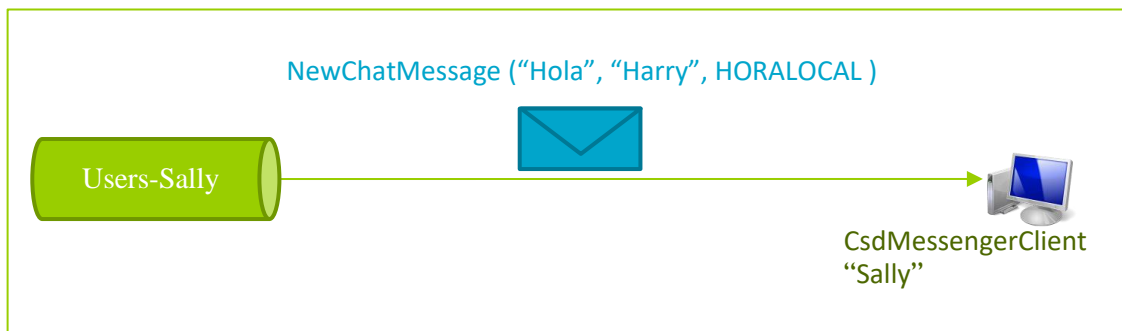 NewChatMessage (“Hola”, “Harry”, HORALOCAL )
Users-Sally
CsdMessengerClient
“Sally”